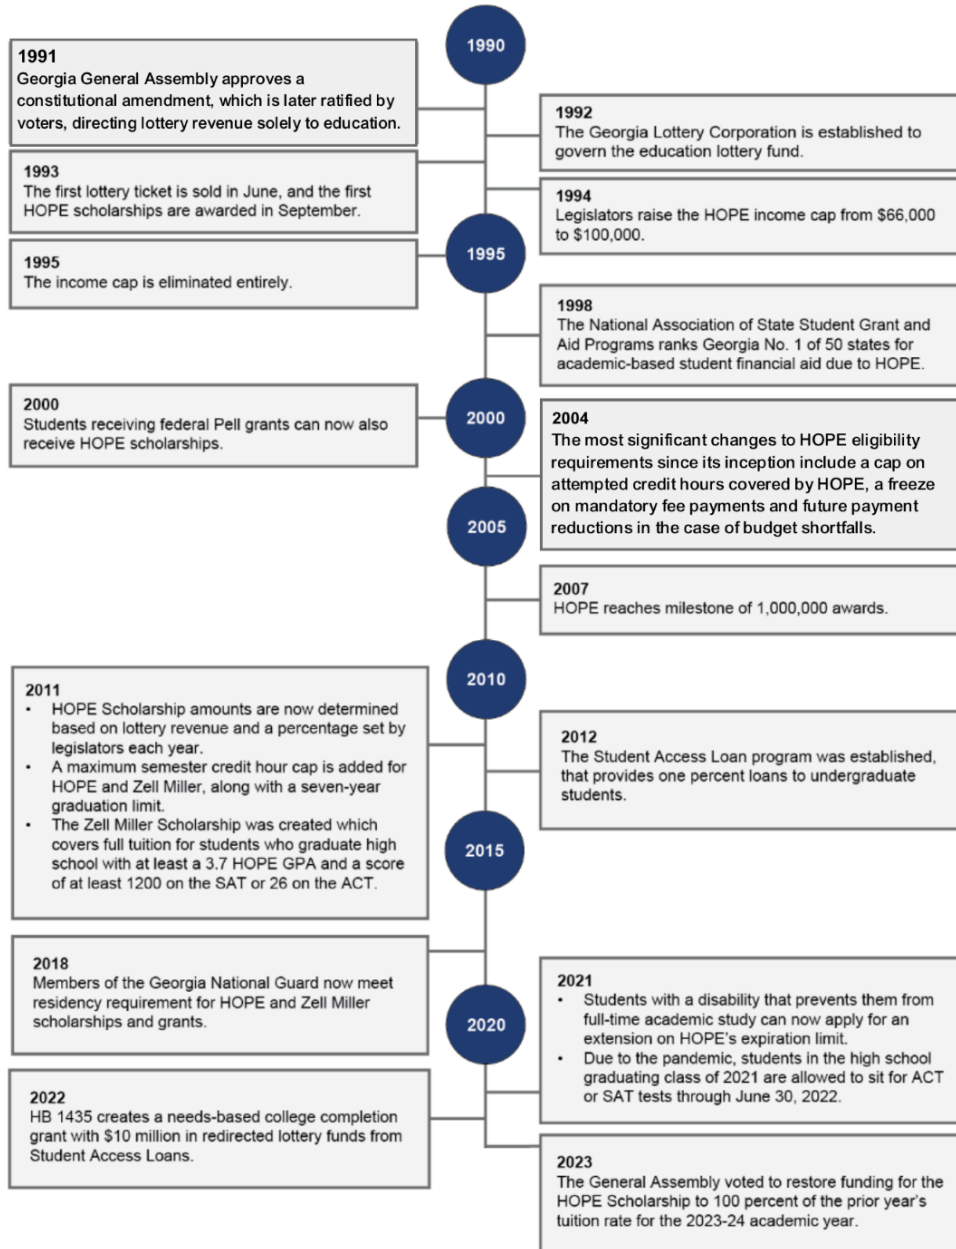 1990
1991
Georgia General Assembly approves a
constitutional amendment, which is later ratified by
voters, directing lottery revenue solely to education.
1992
The Georgia Lottery Corporation is established to
govern the education lottery fund.
1993
The first lottery ticket is sold in June, and the first
HOPE scholarships are awarded in September.
1994
Legislators raise the HOPE income cap from $66,000
to $100,000.
1995
1995
The income cap is eliminated entirely.
1998
The National Association of State Student Grant and
Aid Programs ranks Georgia No. 1 of 50 states for
academic-based student financial aid due to HOPE.
2000
2000
Students receiving federal Pell grants can now also
receive HOPE scholarships.
2004
The most significant changes to HOPE eligibility
requirements since its inception include a cap on
attempted credit hours covered by HOPE, a freeze
on mandatory fee payments and future payment
reductions in the case of budget shortfalls.
2005
2007
HOPE reaches milestone of 1,000,000 awards.
2010
2011
• HOPE Scholarship amounts are now determined
based on lottery revenue and a percentage set by
legislators each year.
• A maximum semester credit hour cap is added for
HOPE and Zell Miller, along with a seven-year
graduation limit.
• The Zell Miller Scholarship was created which
covers full tuition for students who graduate high
school with at least a 3.7 HOPE GPA and a score
of at least 1200 on the SAT or 26 on the ACT.
2012
The Student Access Loan program was established,
that provides one percent loans to undergraduate
students.
2015
2018
Members of the Georgia National Guard now meet
residency requirement for HOPE and Zell Miller
scholarships and grants.
2020
2021
• Students with a disability that prevents them from
full-time academic study can now apply for an
extension on HOPE's expiration limit.
• Due to the pandemic, students in the high school
graduating class of 2021 are allowed to sit for ACT
or SAT tests through June 30, 2022.
2022
HB 1435 creates a needs-based college completion
grant with $10 million in redirected lottery funds from
Student Access Loans.
2023
The General Assembly voted to restore funding for the
HOPE Scholarship to 100 percent of the prior year's
tuition rate for the 2023-24 academic year.